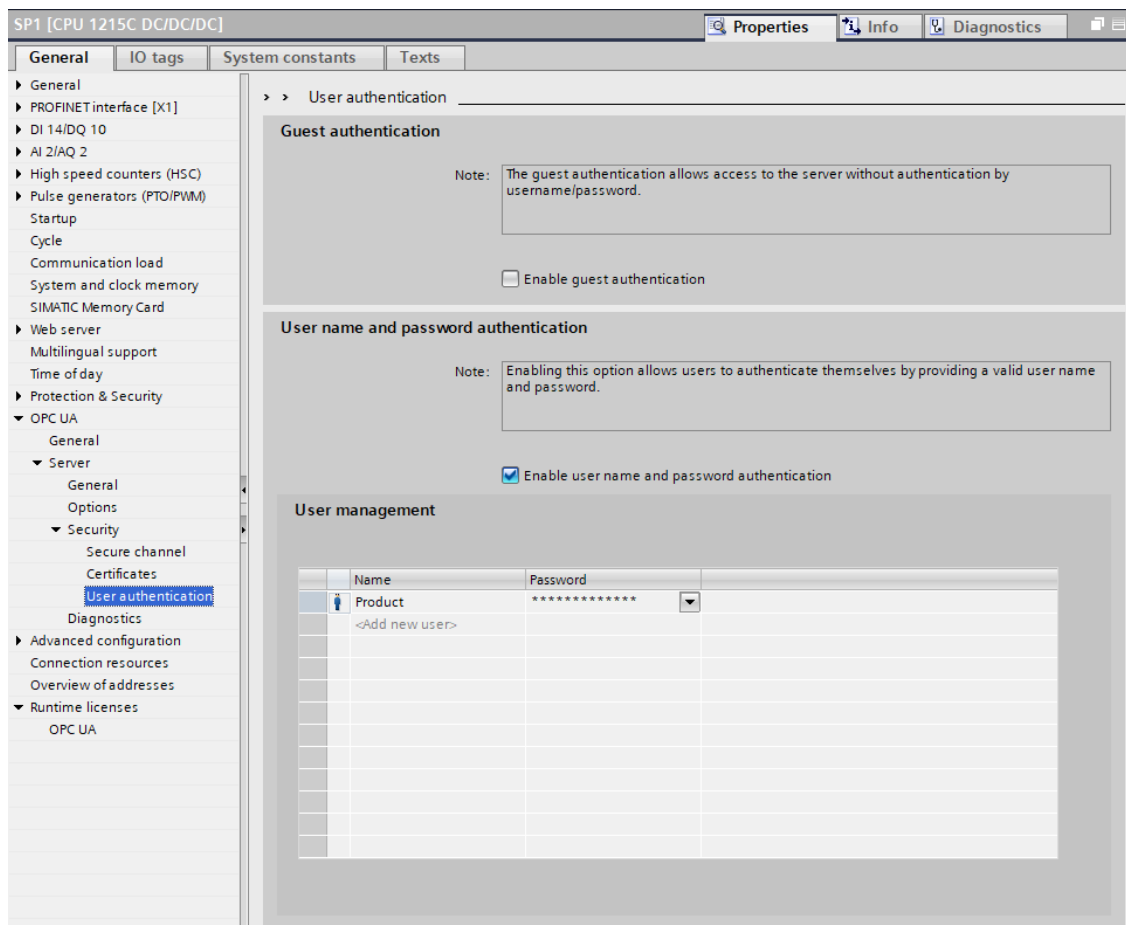 SP1 [CPU 1215C DC/DC/DC]
Properties
Info
Diagnostics
General
IO tags
System constants
Texts
General
PROFINET interface [X1]
DI 14/DQ 10
AI 2/AQ 2
High speed counters (HSC)
Pulse generators (PTO/PWM)
Startup
Cycle
Communication load
System and clock memory
SIMATIC Memory Card
Web server
Multilingual support
Time of day
Protection & Security
OPC UA
General
Server
General
Options
Security
Secure channel
Certificates
User authentication
Diagnostics
Advanced configuration
Connection resources
Overview of addresses
Runtime licenses
OPC UA
> > User authentication
Guest authentication
Note: The guest authentication allows access to the server without authentication by
username/password.
Enable guest authentication
User name and password authentication
Note: Enabling this option allows users to authenticate themselves by providing a valid user name
and password.
Enable user name and password authentication
User management
Name Password
Product *************
<Add new user>